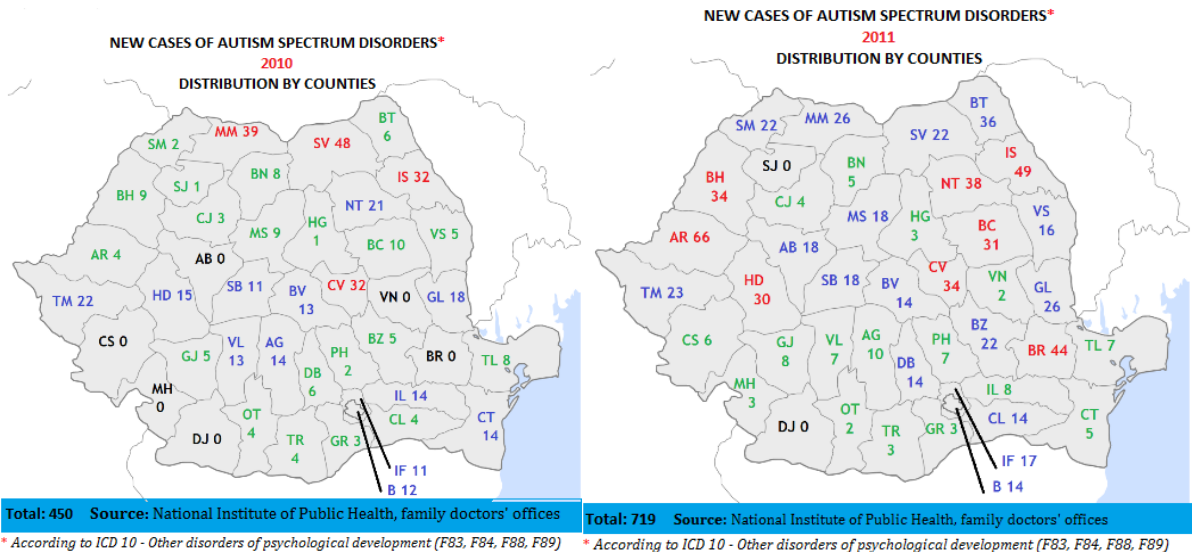 NEW CASES OF AUTISM SPECTRUM DISORDERS*
2010
DISTRIBUTION BY COUNTIES
BT
6
MM 39
SV 48
SM 2
IS 32
BN 8
SJ 1
BH 9
NT 21
CJ 3
HG
1
MS 9
VS 5
BC 10
AR 4
AB 0
SB 11
CV 32
BV
13
HD 15
TM 22
VN 0
GL 18
CS 0
VL
13
AG
14
BZ 5
PH
2
GJ 5
BR 0
TL 8
DB
6
MH
0
IL 14
OT
4
CL 4
CT
14
DJ 0
TR
4
GR 3
IF 11
B 12
Total: 450 Source: National Institute of Public Health, family doctors' offices
* According to ICD 10 - Other disorders of psychological development (F83, F84, F88, F89)
NEW CASES OF AUTISM SPECTRUM DISORDERS*
2011
DISTRIBUTION BY COUNTIES
BT
36
MM 26
SM 22
SV 22
IS
49
SJ 0
BN
5
BH
34
NT 38
CJ 4
MS 18
HG
3
VS
16
BC
31
AR 66
AB 18
CV
34
SB 18
HD
30
BV
14
VN
2
TM 23
GL
26
BZ
22
CS 6
GJ
8
VL
7
AG
10
PH
7
BR 44
TL 7
DB
14
MH
3
IL 8
OT
2
CL 14
CT
5
DJ 0
TR
3
GR 3
IF 17
B 14
Total: 719 Source: National Institute of Public Health, family doctors' offices
* According to ICD 10 - Other disorders of psychological development (F83, F84, F88, F89)